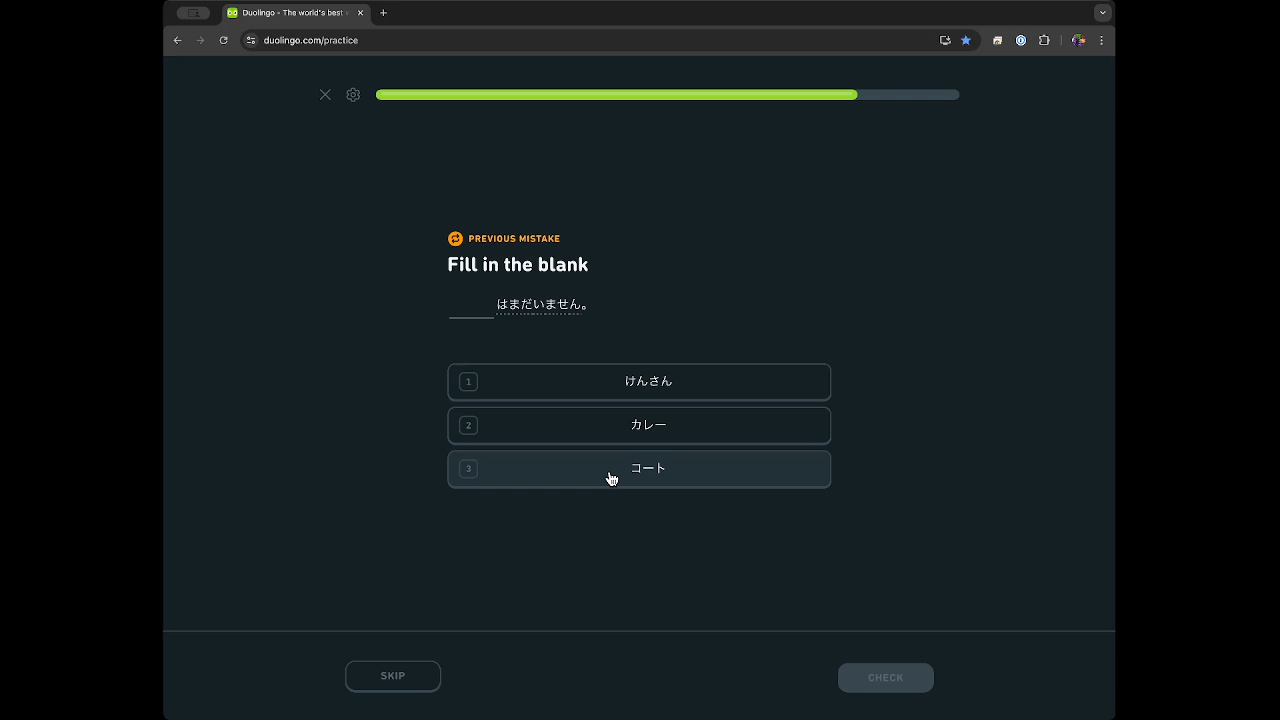 Duolingo - The world's best
duolingo.com/practice
PREVIOUS MISTAKE
Fill in the blank
はまだいません。
1 けんさん
2 カレー
3 コート
SKIP
CHECK